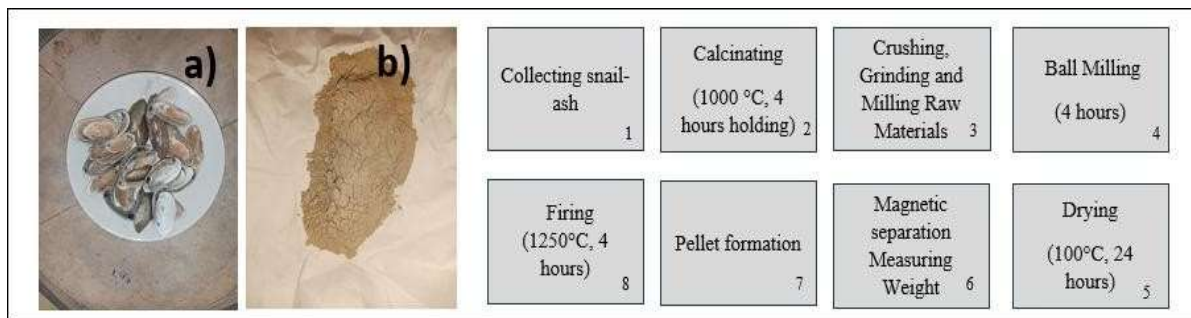 a)
b)
Collecting snail-
ash
1
Calcinating
(1000 °C, 4
hours holding) 2
Crushing,
Grinding and
Milling Raw
Materials 3
Ball Milling
(4 hours)
4
Firing
(1250°C, 4
hours)
8
Pellet formation
7
Magnetic
separation
Measuring
Weight 6
Drying
(100°C, 24
hours) 5